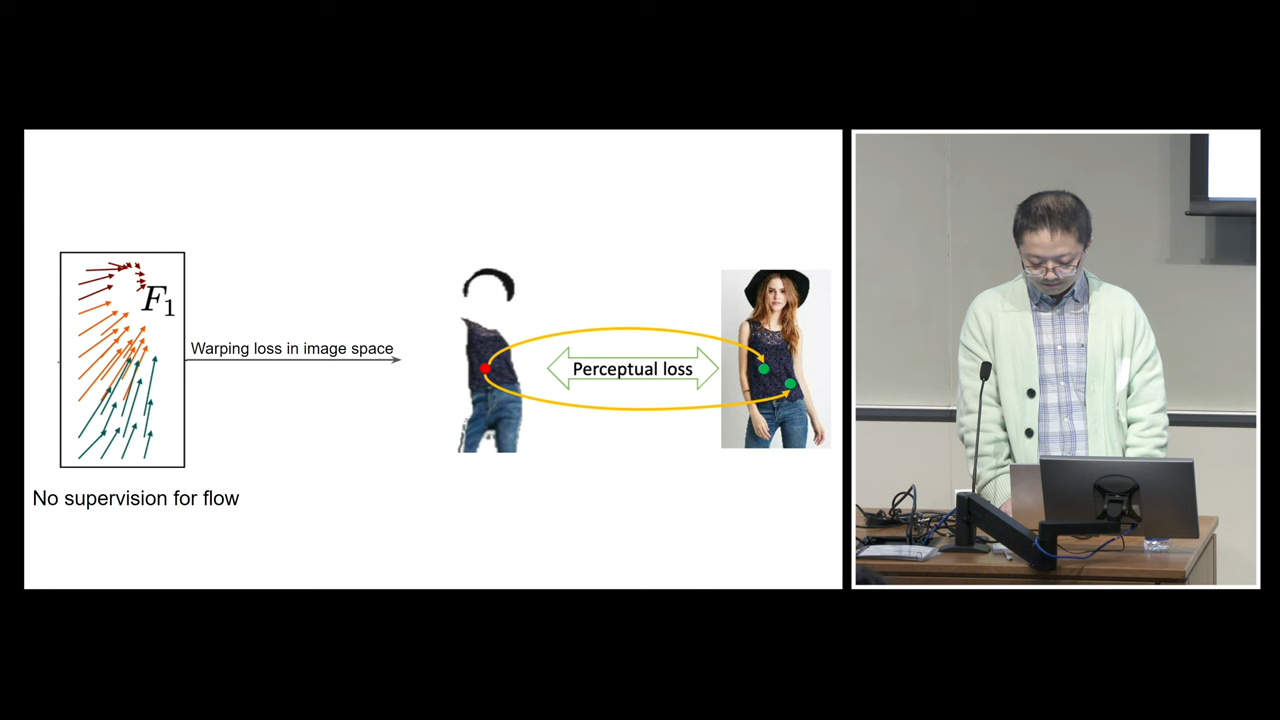 F₁
Warping loss in image space
Perceptual loss
No supervision for flow